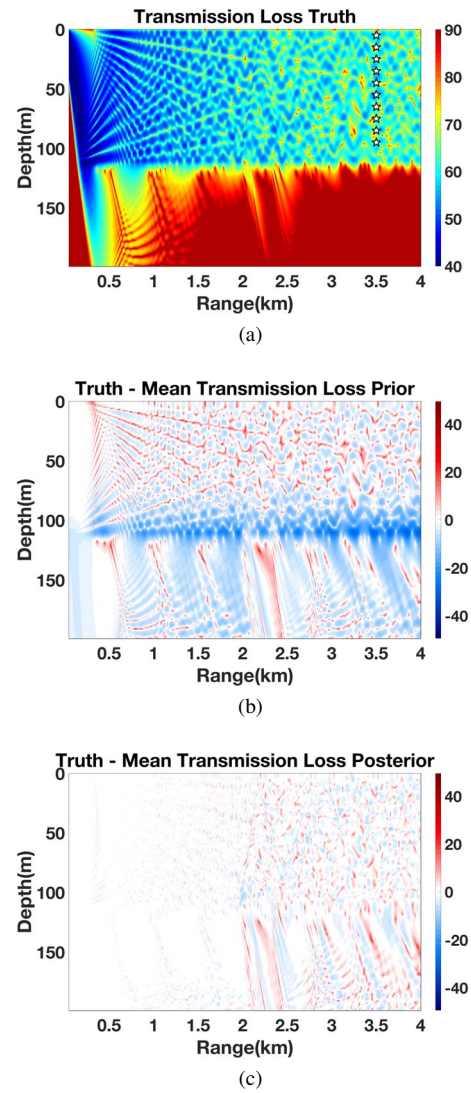 Transmission Loss Truth
0
50
100
150
Depth(m)
0.5 1 1.5 2 2.5 3 3.5 4
Range(km)
90
80
70
60
50
40
(a)
Truth - Mean Transmission Loss Prior
0
50
100
150
Depth(m)
0.5 1 1.5 2 2.5 3 3.5 4
Range(km)
40
20
0
-20
-40
(b)
Truth - Mean Transmission Loss Posterior
0
50
100
150
Depth(m)
0.5 1 1.5 2 2.5 3 3.5 4
Range(km)
40
20
0
-20
-40
(c)